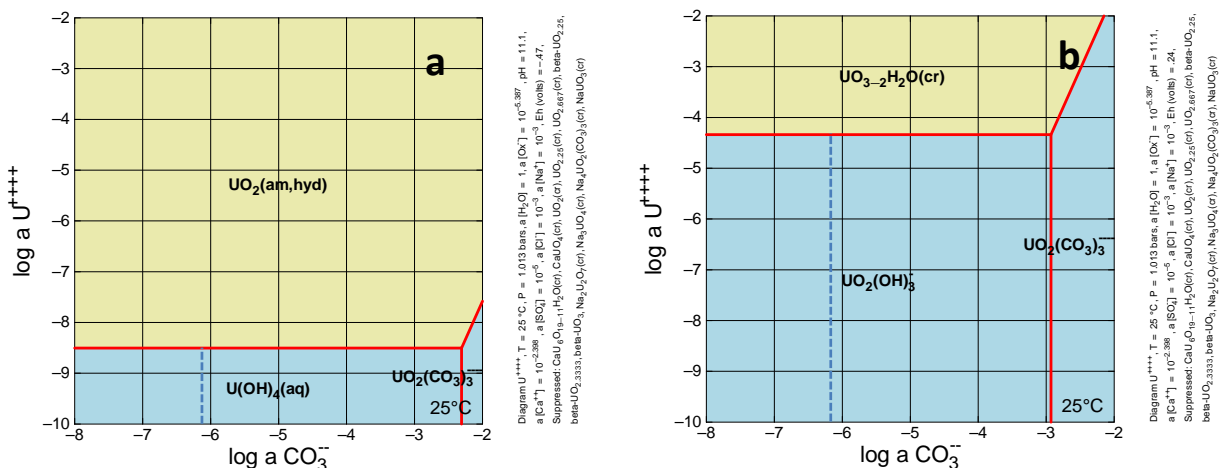 a
–2
–3
–4
–5
–6
–7
–8
–9
–10
log a U++++
UO2(am,hyd)
U(OH)4(aq)
UO2(CO3)3----
25°C
–8 –7 –6 –5 –4 –3 –2
log a CO3--
Diagram U++++, T = 25 °C, P = 1.013 bars, a [H2O] = 1, a [Ox-] = 10–5.387, pH = 11.1,
a [Ca++] = 10–2.398, a [SO4--] = 10–5, a [Cl-] = 10–3, a [Na+] = 10–3, Eh (volts) = –.47,
Suppressed: CaU6O19–11H2O(cr), CaUO4(cr), UO2(cr), UO2.25(cr), UO2.667(cr), beta-UO2.25,
beta-UO2.3333, beta-UO3, Na2U2O7(cr), Na3UO4(cr), Na4UO2(CO3)3(cr), NaUO3(cr)
b
–2
–3
–4
–5
–6
–7
–8
–9
–10
log a U++++
UO3–2H2O(cr)
UO2(CO3)3----
UO2(OH)3-
25°C
–8 –7 –6 –5 –4 –3 –2
log a CO3--
Diagram U++++, T = 25 °C, P = 1.013 bars, a [H2O] = 1, a [Ox-] = 10–5.387, pH = 11.1,
a [Ca++] = 10–2.398, a [SO4--] = 10–5, a [Cl-] = 10–3, a [Na+] = 10–3, Eh (volts) = .24,
Suppressed: CaU6O19–11H2O(cr), CaUO4(cr), UO2(cr), UO2.25(cr), UO2.667(cr), beta-UO2.25,
beta-UO2.3333, beta-UO3, Na2U2O7(cr), Na3UO4(cr), Na4UO2(CO3)3(cr), NaUO3(cr)